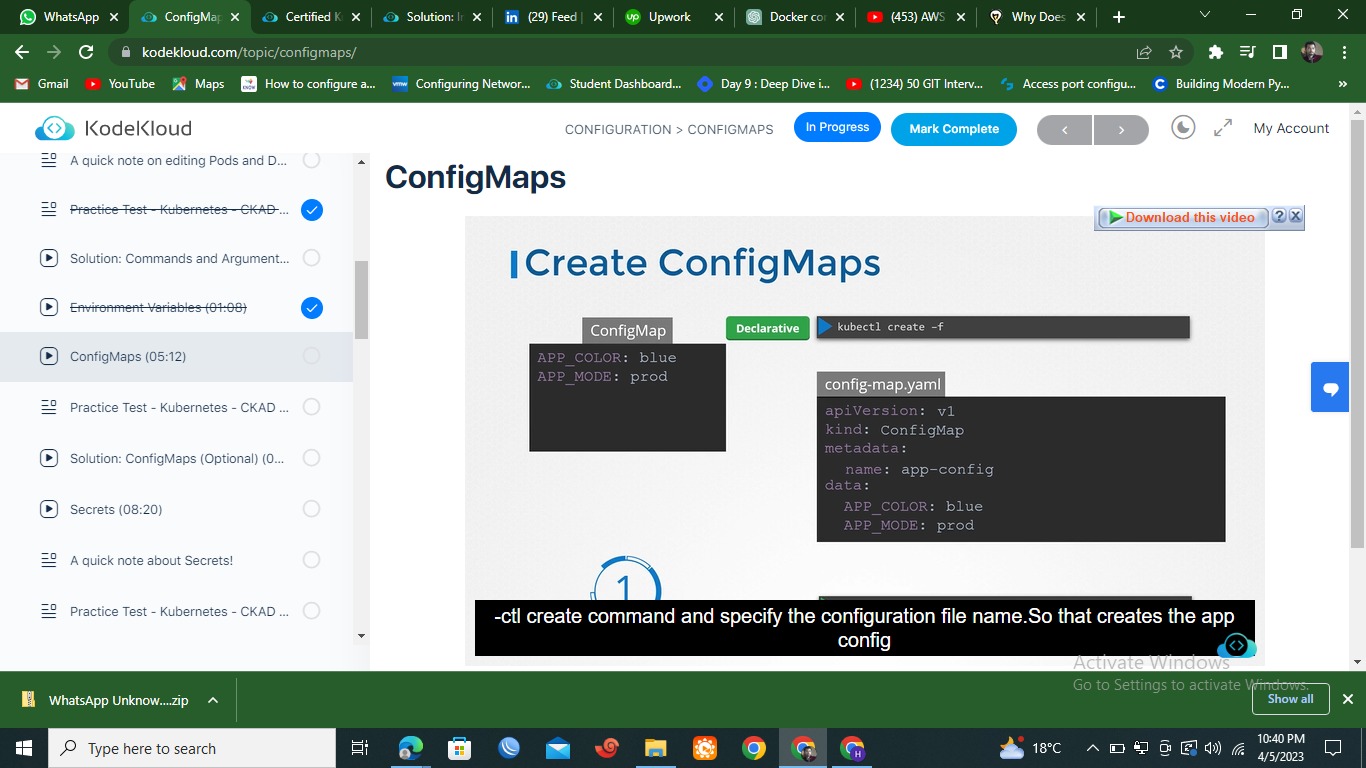 WhatsApp
ConfigMap
Certified K
Solution: In
(29) Feed |
Upwork
Docker con
(453) AWS
Why Does
kodekloud.com/topic/configmaps/
Gmail
YouTube
Maps
How to configure a...
Configuring Networ...
Student Dashboard...
Day 9 : Deep Dive i...
(1234) 50 GIT Interv...
Access port configu...
Building Modern Py...
»
KodeKloud
CONFIGURATION > CONFIGMAPS
In Progress
Mark Complete
<
>
My Account
A quick note on editing Pods and D...
Practice Test - Kubernetes - CKAD ...
Solution: Commands and Argument...
Environment Variables (01:08)
ConfigMaps (05:12)
Practice Test - Kubernetes - CKAD ...
Solution: ConfigMaps (Optional) (0...
Secrets (08:20)
A quick note about Secrets!
Practice Test - Kubernetes - CKAD ...
ConfigMaps
Download this video
?
X
Create ConfigMaps
ConfigMap
APP_COLOR: blue
APP_MODE: prod
Declarative
kubectl create –f
config-map.yaml
apiVersion: v1
kind: ConfigMap
metadata:
name: app-config
data:
APP_COLOR: blue
APP_MODE: prod
1
-ctl create command and specify the configuration file name.So that creates the app
config
Activate Windows
Go to Settings to activate Windows.
WhatsApp Unknow....zip
Show all
Type here to search
18°C
10:40 PM
4/5/2023